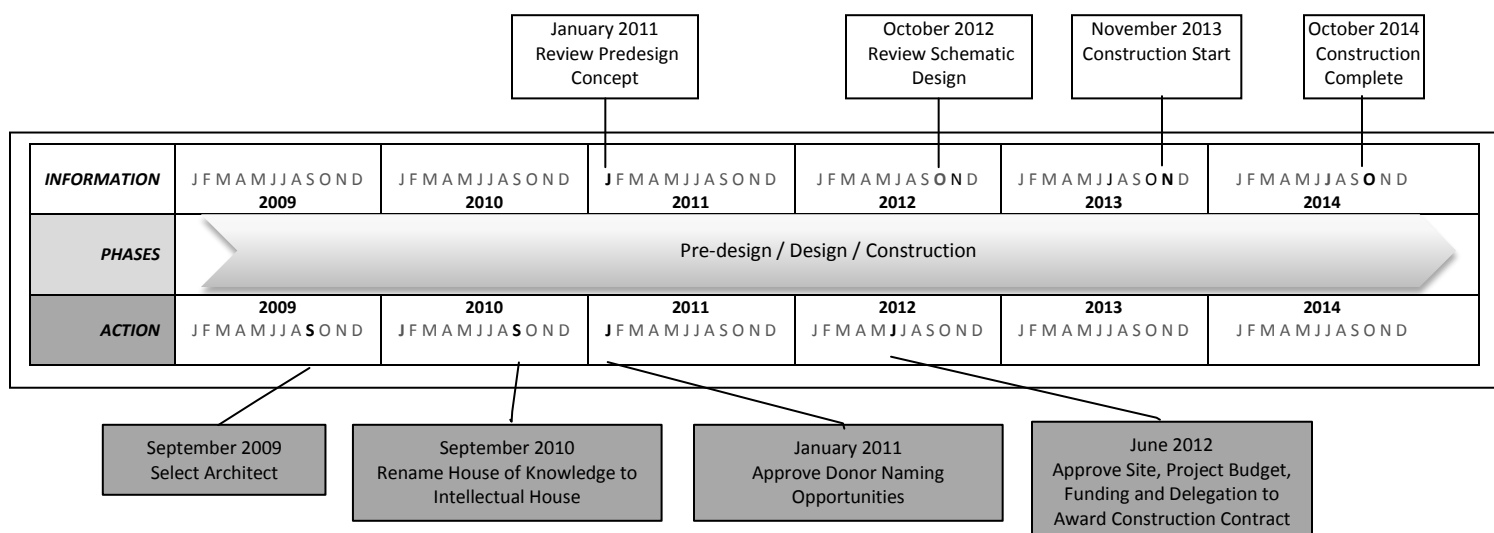 January 2011
Review Predesign
Concept
October 2012
Review Schematic
Design
November 2013
Construction Start
October 2014
Construction
Complete
INFORMATION
J F M A M J J A S O N D
2009
J F M A M J J A S O N D
2010
J F M A M J J A S O N D
2011
J F M A M J J A S O N D
2012
J F M A M J J A S O N D
2013
J F M A M J J A S O N D
2014
PHASES
Pre-design / Design / Construction
ACTION
2009
J F M A M J J A S O N D
2010
J F M A M J J A S O N D
2011
J F M A M J J A S O N D
2012
J F M A M J J A S O N D
2013
J F M A M J J A S O N D
2014
J F M A M J J A S O N D
September 2009
Select Architect
September 2010
Rename House of Knowledge to
Intellectual House
January 2011
Approve Donor Naming
Opportunities
June 2012
Approve Site, Project Budget,
Funding and Delegation to
Award Construction Contract